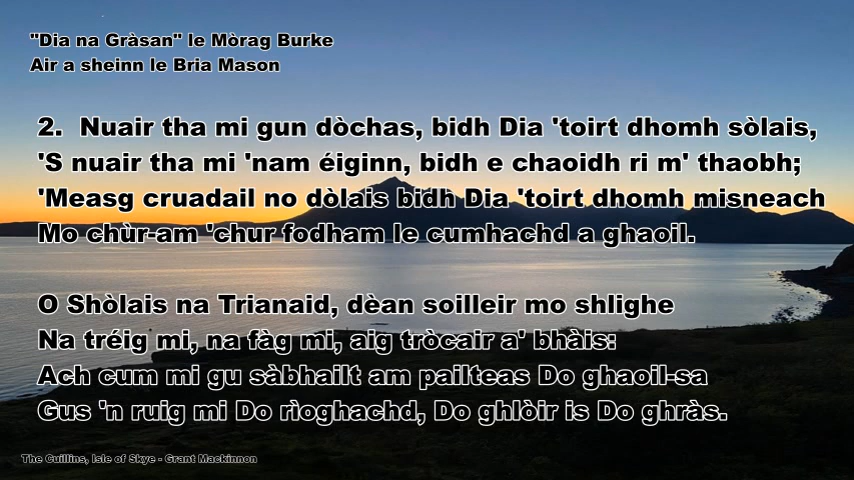 "Dia na Gràsan" le Mòrag Burke
Air a sheinn le Bria Mason
2. Nuair tha mi gun dòchas, bidh Dia 'toirt dhomh sòlais,
'S nuair tha mi 'nam éiginn, bidh e chaoidh ri m' thaobh;
'Measg cruadail no dòlais bidh Dia 'toirt dhomh misneach
Mo chùr-am 'chur fodham le cumhachd a ghaoil.
O Shòlais na Trianaid, dèan soilleir mo shlighe
Na tréig mi, na fàg mi, aig tròcair a' bhàis:
Ach cum mi gu sàbhailt am pailteas Do ghaoil-sa
Gus 'n ruig mi Do rìoghachd, Do ghlòir is Do ghràs.
The Cuillins, Isle of Skye - Grant Mackinnon